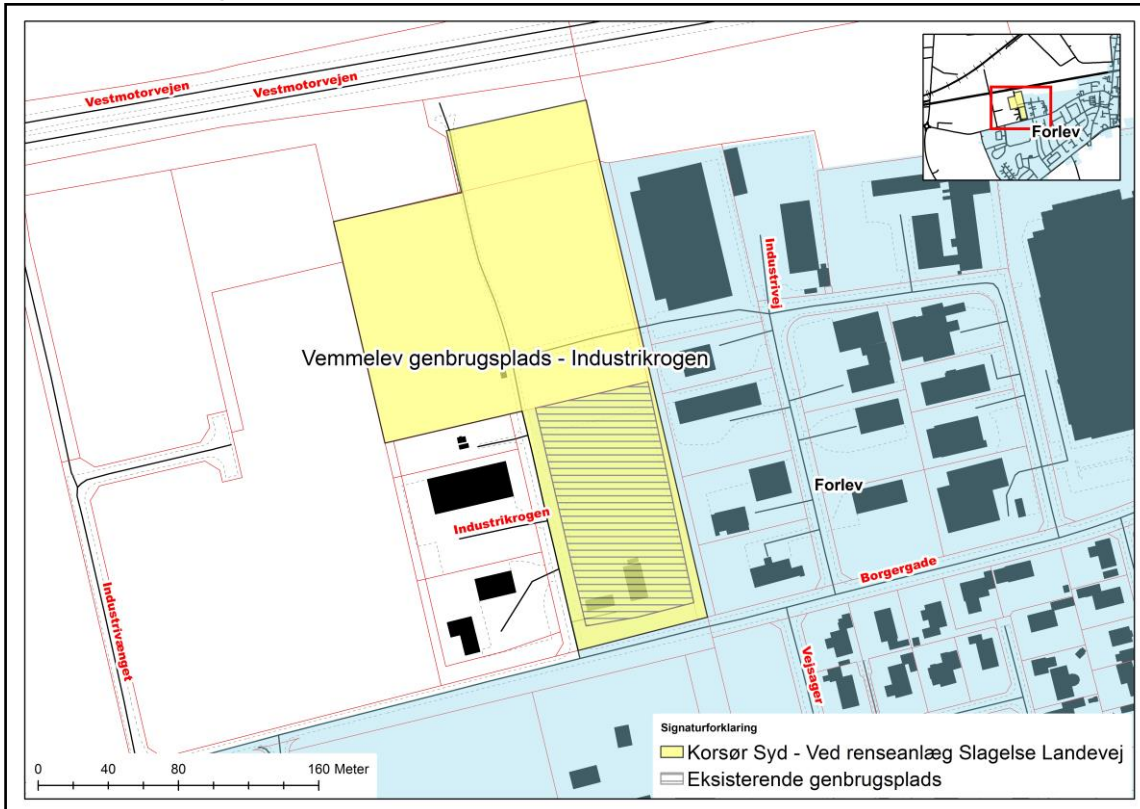 Vestmotorvejen
Vestmotorvejen
Forlev
Industrivej
Vemmelev genbrugsplads - Industrikrogen
Forlev
Industrikrogen
Borgergade
Industrivænget
Vejsager
Signaturforklaring
Korsør Syd - Ved renseanlæg Slagelse Landevej
Eksisterende genbrugsplads
0 40 80 160 Meter